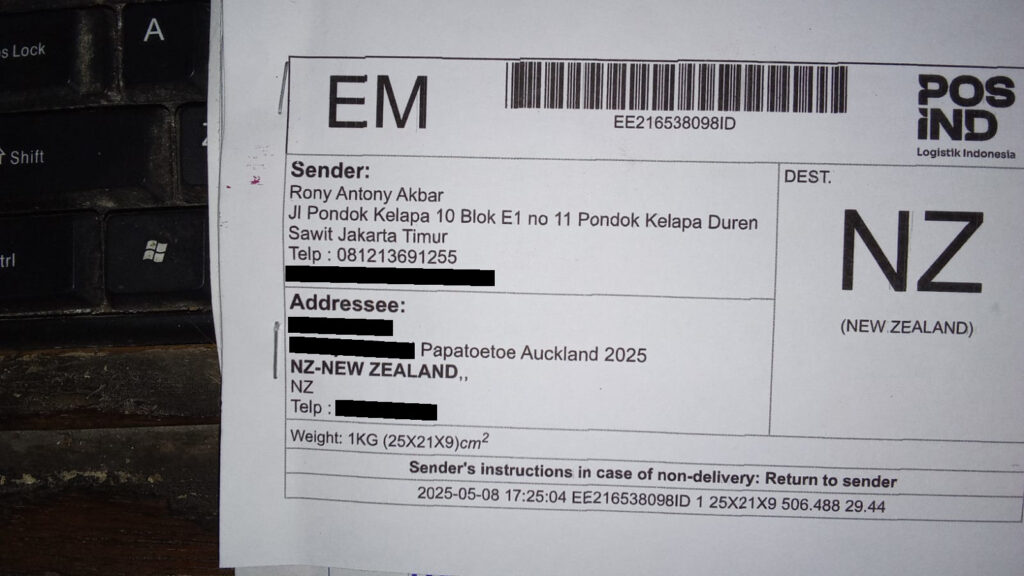 s Lock
A
Shift
Z
trl
EM
EE216538098ID
POS
IND
Logistik Indonesia
Sender:
Rony Antony Akbar
Jl Pondok Kelapa 10 Blok E1 no 11 Pondok Kelapa Duren
Sawit Jakarta Timur
Telp : 081213691255
DEST.
NZ
(NEW ZEALAND)
Addressee:
Papatoetoe Auckland 2025
NZ-NEW ZEALAND,,
NZ
Telp :
Weight: 1KG (25X21X9)cm²
Sender's instructions in case of non-delivery: Return to sender
2025-05-08 17:25:04 EE216538098ID 1 25X21X9 506.488 29.44